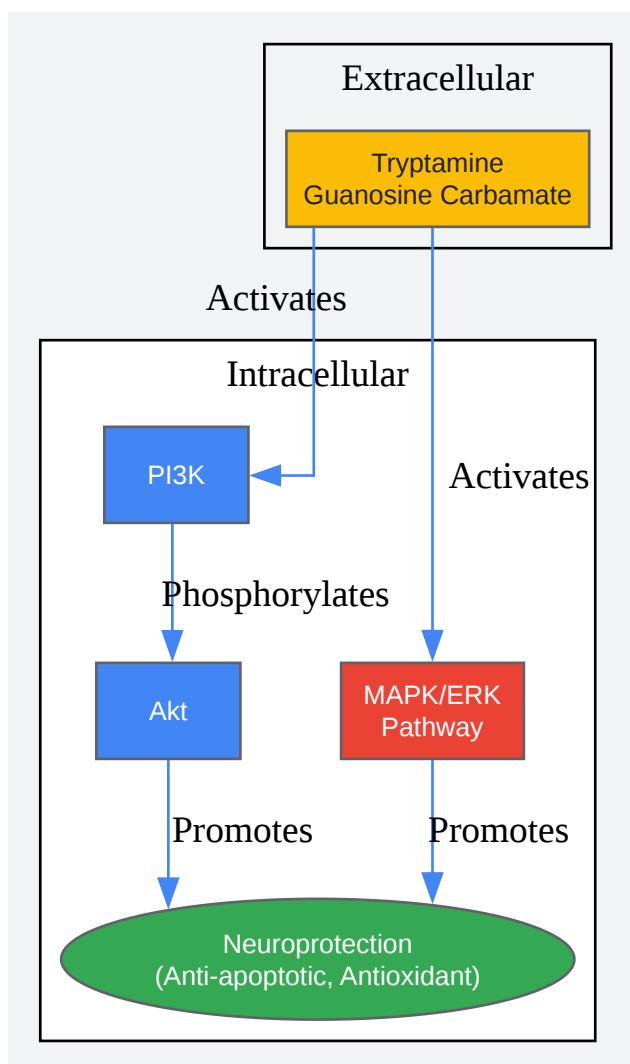 Extracellular
Tryptamine
Guanosine Carbamate
Activates
Intracellular
PI3K
Activates
Phosphorylates
Akt
MAPK/ERK
Pathway
Promotes
Promotes
Neuroprotection
(Anti-apoptotic, Antioxidant)